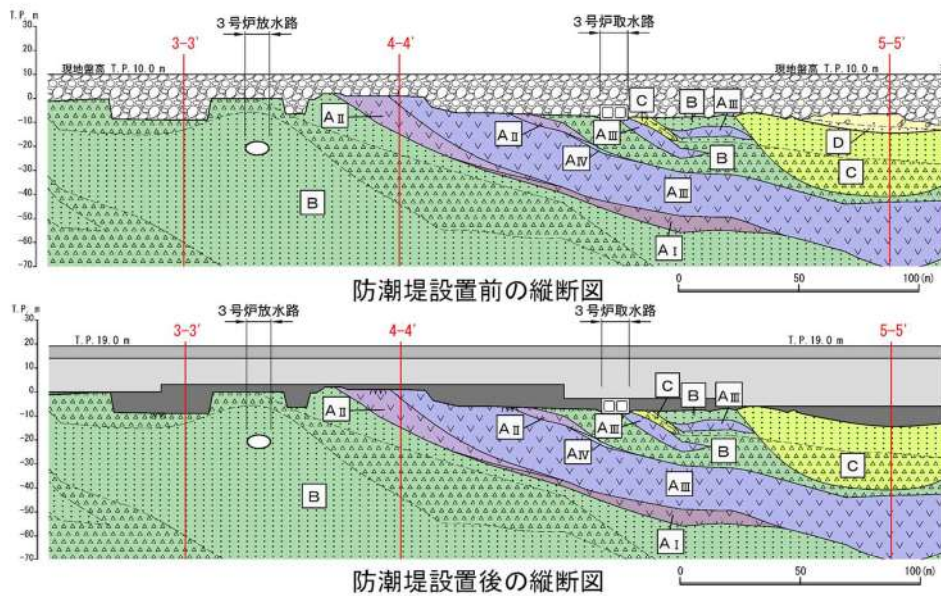 T.P. m
3号炉放水路
3号炉取水路
3-3'
4-4'
5-5'
現地盤高 T.P.10.0m
現地盤高 T.P.10.0m
30
20
10
0
-10
-20
-30
-40
-50
-60
-70
AⅡ
AⅡ
AⅢ
AⅣ
C
B
AⅢ
D
B
C
B
AⅢ
AⅠ
0
50
100(m)
防潮堤設置前の縦断図
T.P. m
3号炉放水路
3号炉取水路
3-3'
4-4'
5-5'
T.P.19.0m
T.P.19.0m
30
20
10
0
-10
-20
-30
-40
-50
-60
-70
AⅡ
AⅡ
AⅢ
AⅣ
C
B
AⅢ
B
C
B
AⅢ
AⅠ
0
50
100(m)
防潮堤設置後の縦断図